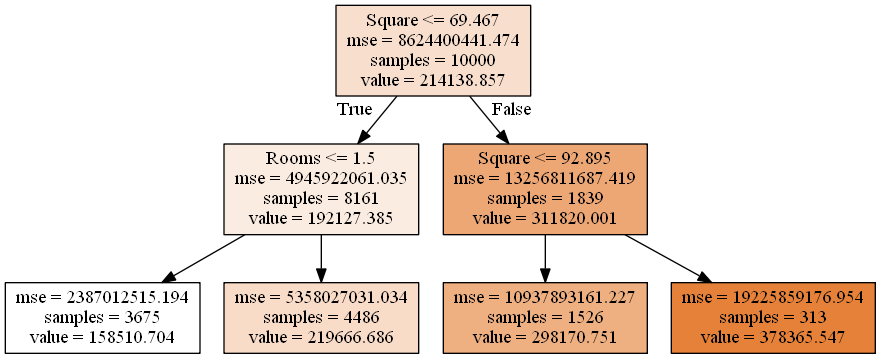 Square <= 69.467
mse = 8624400441.474
samples = 10000
value = 214138.857
True
False
Rooms <= 1.5
mse = 4945922061.035
samples = 8161
value = 192127.385
Square <= 92.895
mse = 13256811687.419
samples = 1839
value = 311820.001
mse = 2387012515.194
samples = 3675
value = 158510.704
mse = 5358027031.034
samples = 4486
value = 219666.686
mse = 10937893161.227
samples = 1526
value = 298170.751
mse = 19225859176.954
samples = 313
value = 378365.547